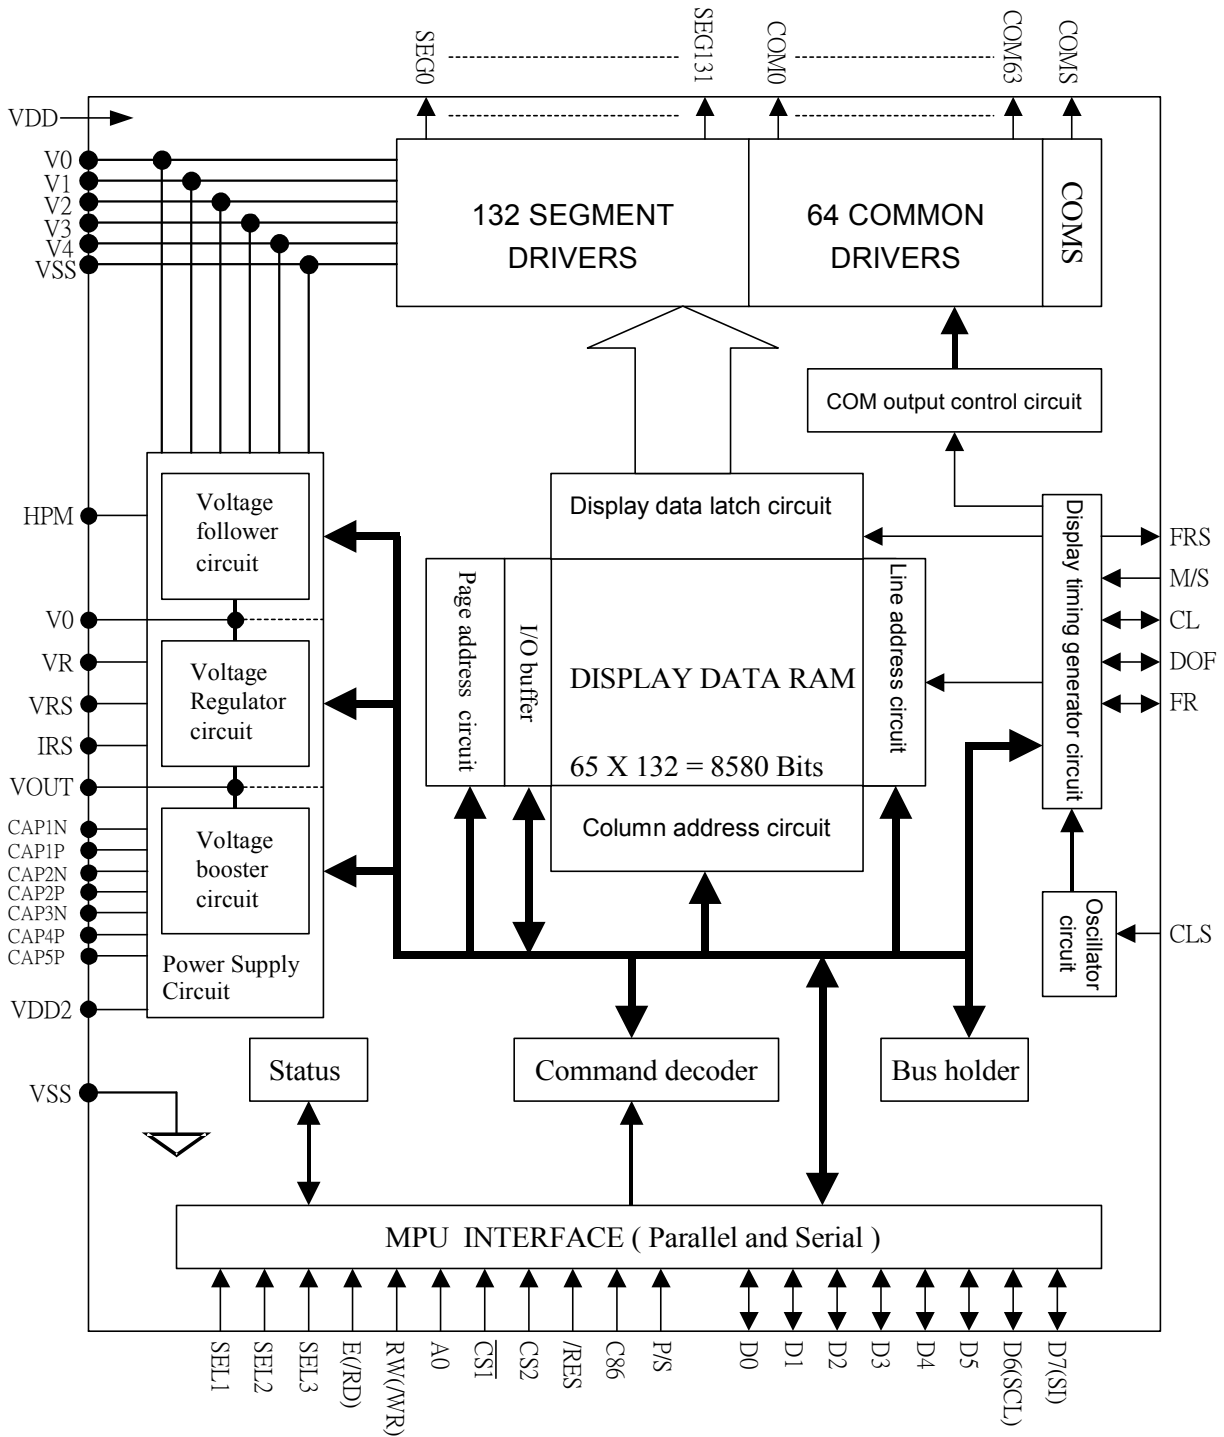 SEG0
SEG131
COM0
COM63
COMS
VDD
V0
V1
V2
V3
V4
VSS
132 SEGMENT
DRIVERS
64 COMMON
DRIVERS
COMS
COM output control circuit
HPM
V0
VR
VRS
IRS
VOUT
CAP1N
CAP1P
CAP2N
CAP2P
CAP3N
CAP4P
CAP5P
VDD2
VSS
Voltage
follower
circuit
Voltage
Regulator
circuit
Voltage
booster
circuit
Power Supply
Circuit
Display data latch circuit
Page address circuit
I/O buffer
DISPLAY DATA RAM
65 X 132 = 8580 Bits
Line address circuit
Column address circuit
Display timing generator circuit
FRS
M/S
CL
DOF
FR
Oscillator
circuit
CLS
Status
Command decoder
Bus holder
MPU INTERFACE ( Parallel and Serial )
SEL1
SEL2
SEL3
E(/RD)
RW(/WR)
A0
CS1
CS2
/RES
C86
P/S
D0
D1
D2
D3
D4
D5
D6(SCL)
D7(SI)